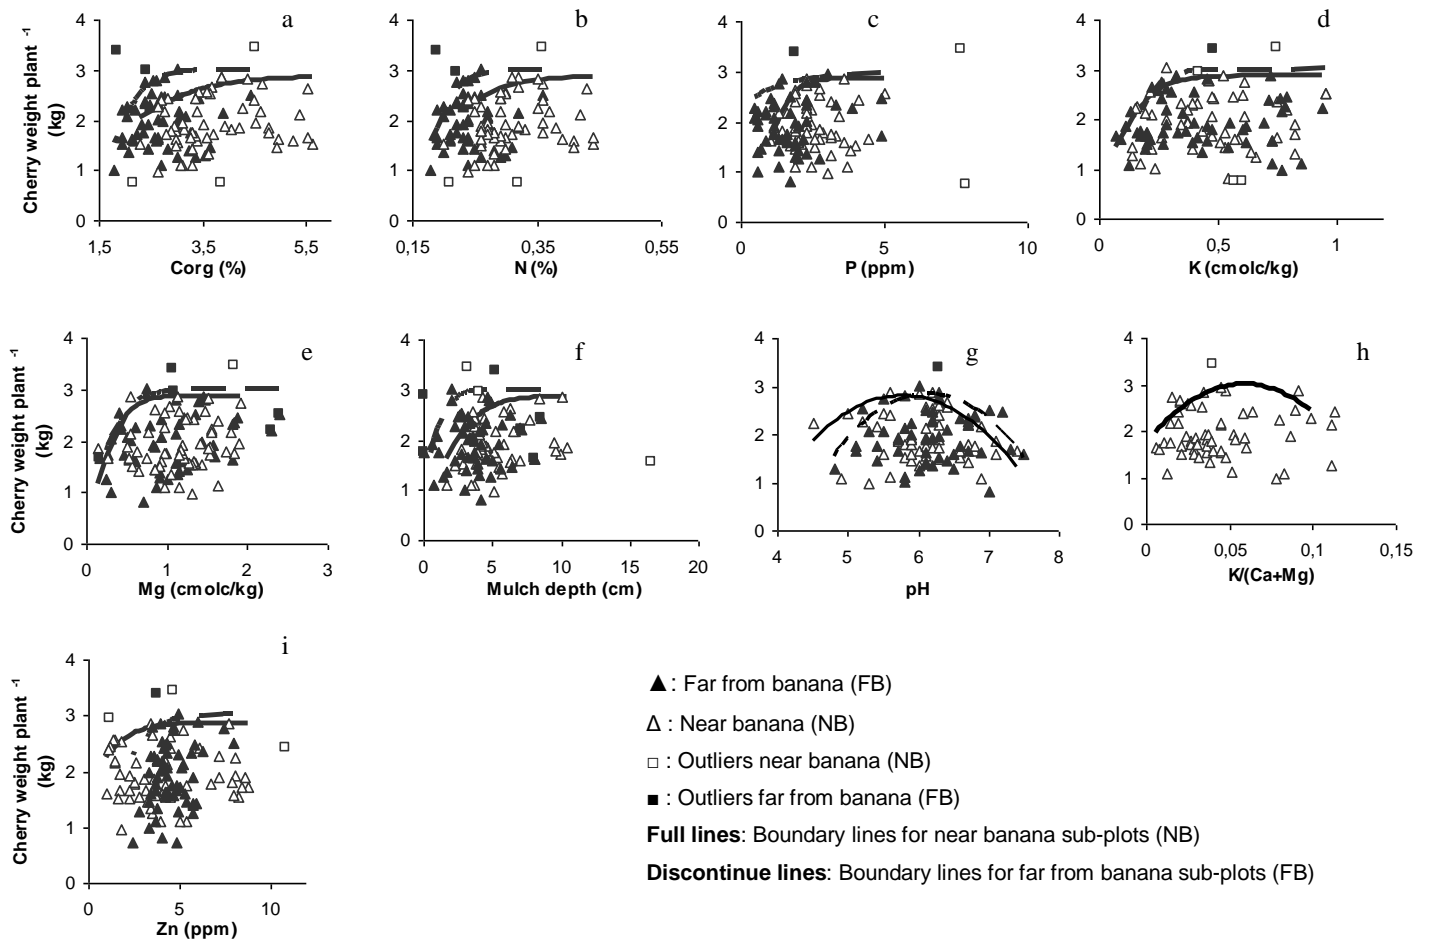 a
4
3
2
1
0
1,5 3,5 5,5
Corg (%)
Cherry weight plant -1
(kg)
b
4
3
2
1
0
0,15 0,35 0,55
N (%)
c
4
3
2
1
0
0 5 10
P (ppm)
d
4
3
2
1
0
0 0,5 1
K (cmolc/kg)
e
4
3
2
1
0
0 1 2 3
Mg (cmolc/kg)
Cherry weight plant -1
(kg)
f
4
3
2
1
0
0 5 10 15 20
Mulch depth (cm)
g
4
3
2
1
0
4 5 6 7 8
pH
h
4
3
2
1
0
0 0,05 0,1 0,15
K/(Ca+Mg)
i
4
3
2
1
0
0 5 10
Zn (ppm)
Cherry weight plant -1
(kg)
▲: Far from banana (FB)
Δ : Near banana (NB)
□ : Outliers near banana (NB)
■ : Outliers far from banana (FB)
Full lines: Boundary lines for near banana sub-plots (NB)
Discontinue lines: Boundary lines for far from banana sub-plots (FB)